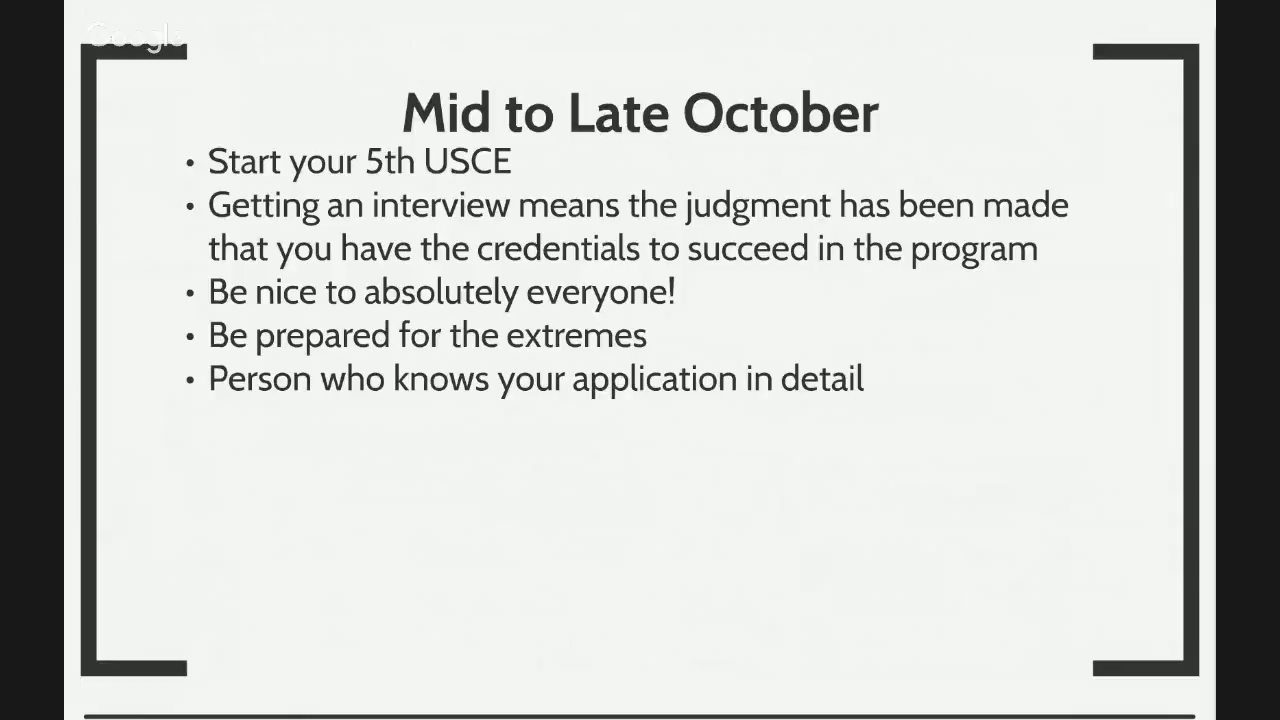 Google
Mid to Late October
• Start your 5th USCE
• Getting an interview means the judgment has been made
that you have the credentials to succeed in the program
• Be nice to absolutely everyone!
• Be prepared for the extremes
• Person who knows your application in detail